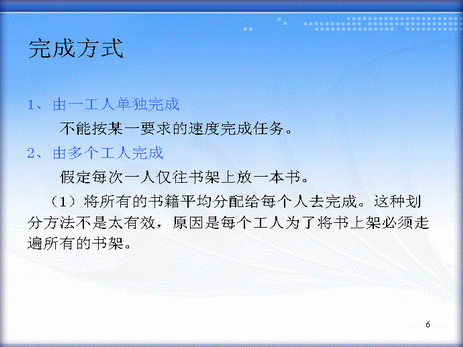 完成方式
1、由一工人单独完成
不能按某一要求的速度完成任务。
2、由多个工人完成
假定每次一人仅往书架上放一本书。
（1）将所有的书籍平均分配给每个人去完成。这种划
分方法不是太有效，原因是每个工人为了将书上架必须走
遍所有的书架。
6